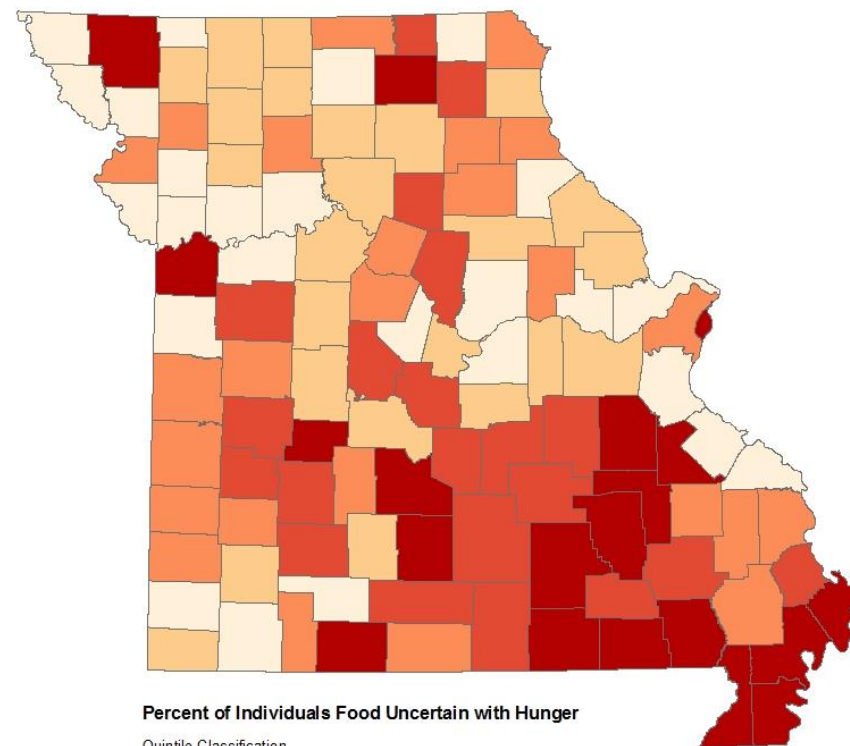 Percent of Individuals Food Uncertain with Hunger
Quintile Classification